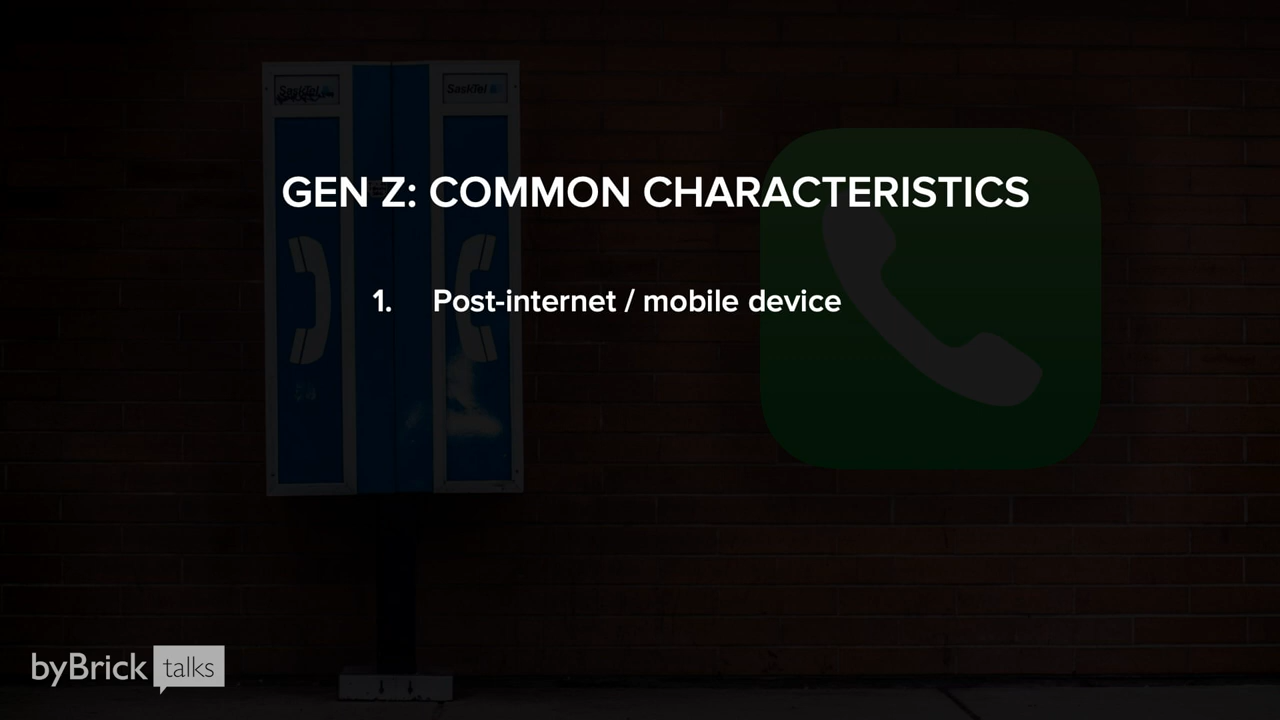 SaskTel
SaskTel
GEN Z: COMMON CHARACTERISTICS
1. Post-internet / mobile device
byBrick talks